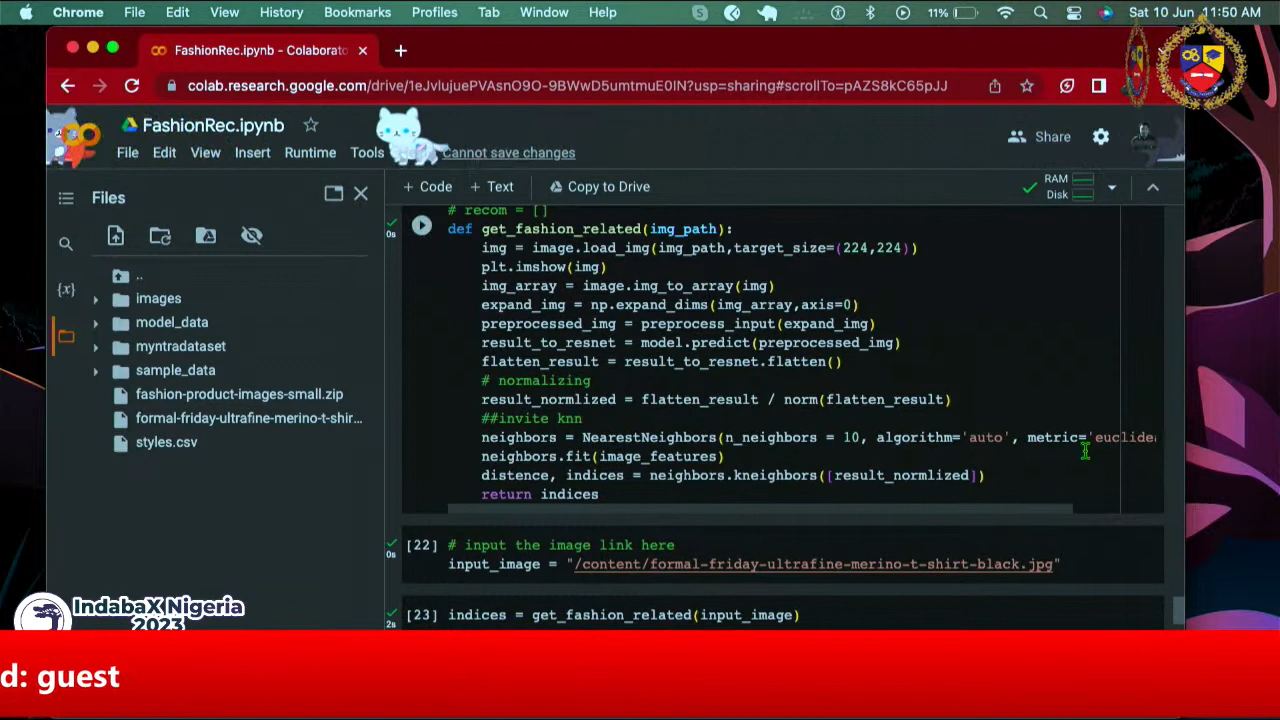 Chrome File Edit View History Bookmarks Profiles Tab Window Help 11% Sat 10 Jun 11:50 AM
FashionRec.ipynb - Colaborato
colab.research.google.com/drive/1eJvlujuePVAsnO9O-9BWwD5umtmuE0lN?usp=sharing#scrollTo=pAZS8kC65pJJ
FashionRec.ipynb
Share
File Edit View Insert Runtime Tools Cannot save changes
Files
+ Code + Text Copy to Drive
RAM
Disk
..
images
model_data
myntradataset
sample_data
fashion-product-images-small.zip
formal-friday-ultrafine-merino-t-shir...
styles.csv
{x}
0s
# recom = []
def get_fashion_related(img_path):
img = image.load_img(img_path,target_size=(224,224))
plt.imshow(img)
img_array = image.img_to_array(img)
expand_img = np.expand_dims(img_array,axis=0)
preprocessed_img = preprocess_input(expand_img)
result_to_resnet = model.predict(preprocessed_img)
flatten_result = result_to_resnet.flatten()
# normalizing
result_normlized = flatten_result / norm(flatten_result)
##invite knn
neighbors = NearestNeighbors(n_neighbors = 10, algorithm='auto', metric='euclidea
neighbors.fit(image_features)
distence, indices = neighbors.kneighbors([result_normlized])
return indices
0s
[22] # input the image link here
input_image = "/content/formal-friday-ultrafine-merino-t-shirt-black.jpg"
2s
[23] indices = get_fashion_related(input_image)
IndabaX Nigeria
2023
d: guest